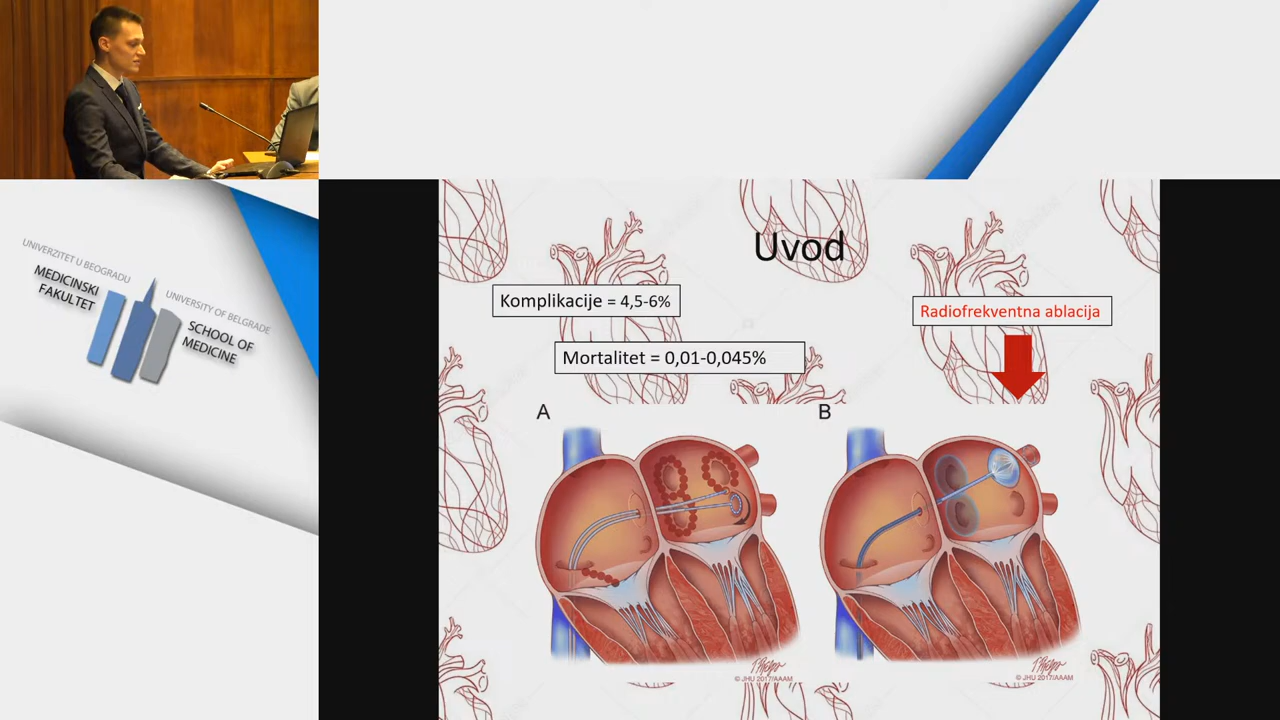 UNIVERZITET U BEOGRADU
MEDICINSKI
FAKULTET
UNIVERSITY OF BELGRADE
SCHOOL OF
MEDICINE
Uvod
Komplikacije = 4,5-6%
Radiofrekventna ablacija
Mortalitet = 0,01-0,045%
A
B
© JHU 2017/AAAM
© JHU 2017/AAAM